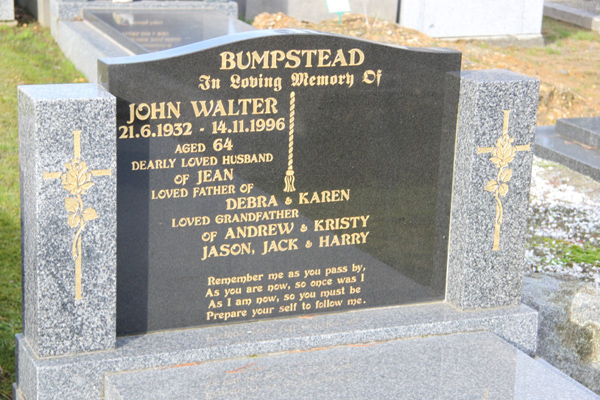 BUMPSTEAD
In Loving Memory Of
JOHN WALTER
21.6.1932 - 14.11.1996
AGED 64
DEARLY LOVED HUSBAND
OF JEAN
LOVED FATHER OF
DEBRA & KAREN
LOVED GRANDFATHER
OF ANDREW & KRISTY
JASON, JACK & HARRY
Remember me as you pass by,
As you are now, so once was I
As I am now, so you must be
Prepare your self to follow me.